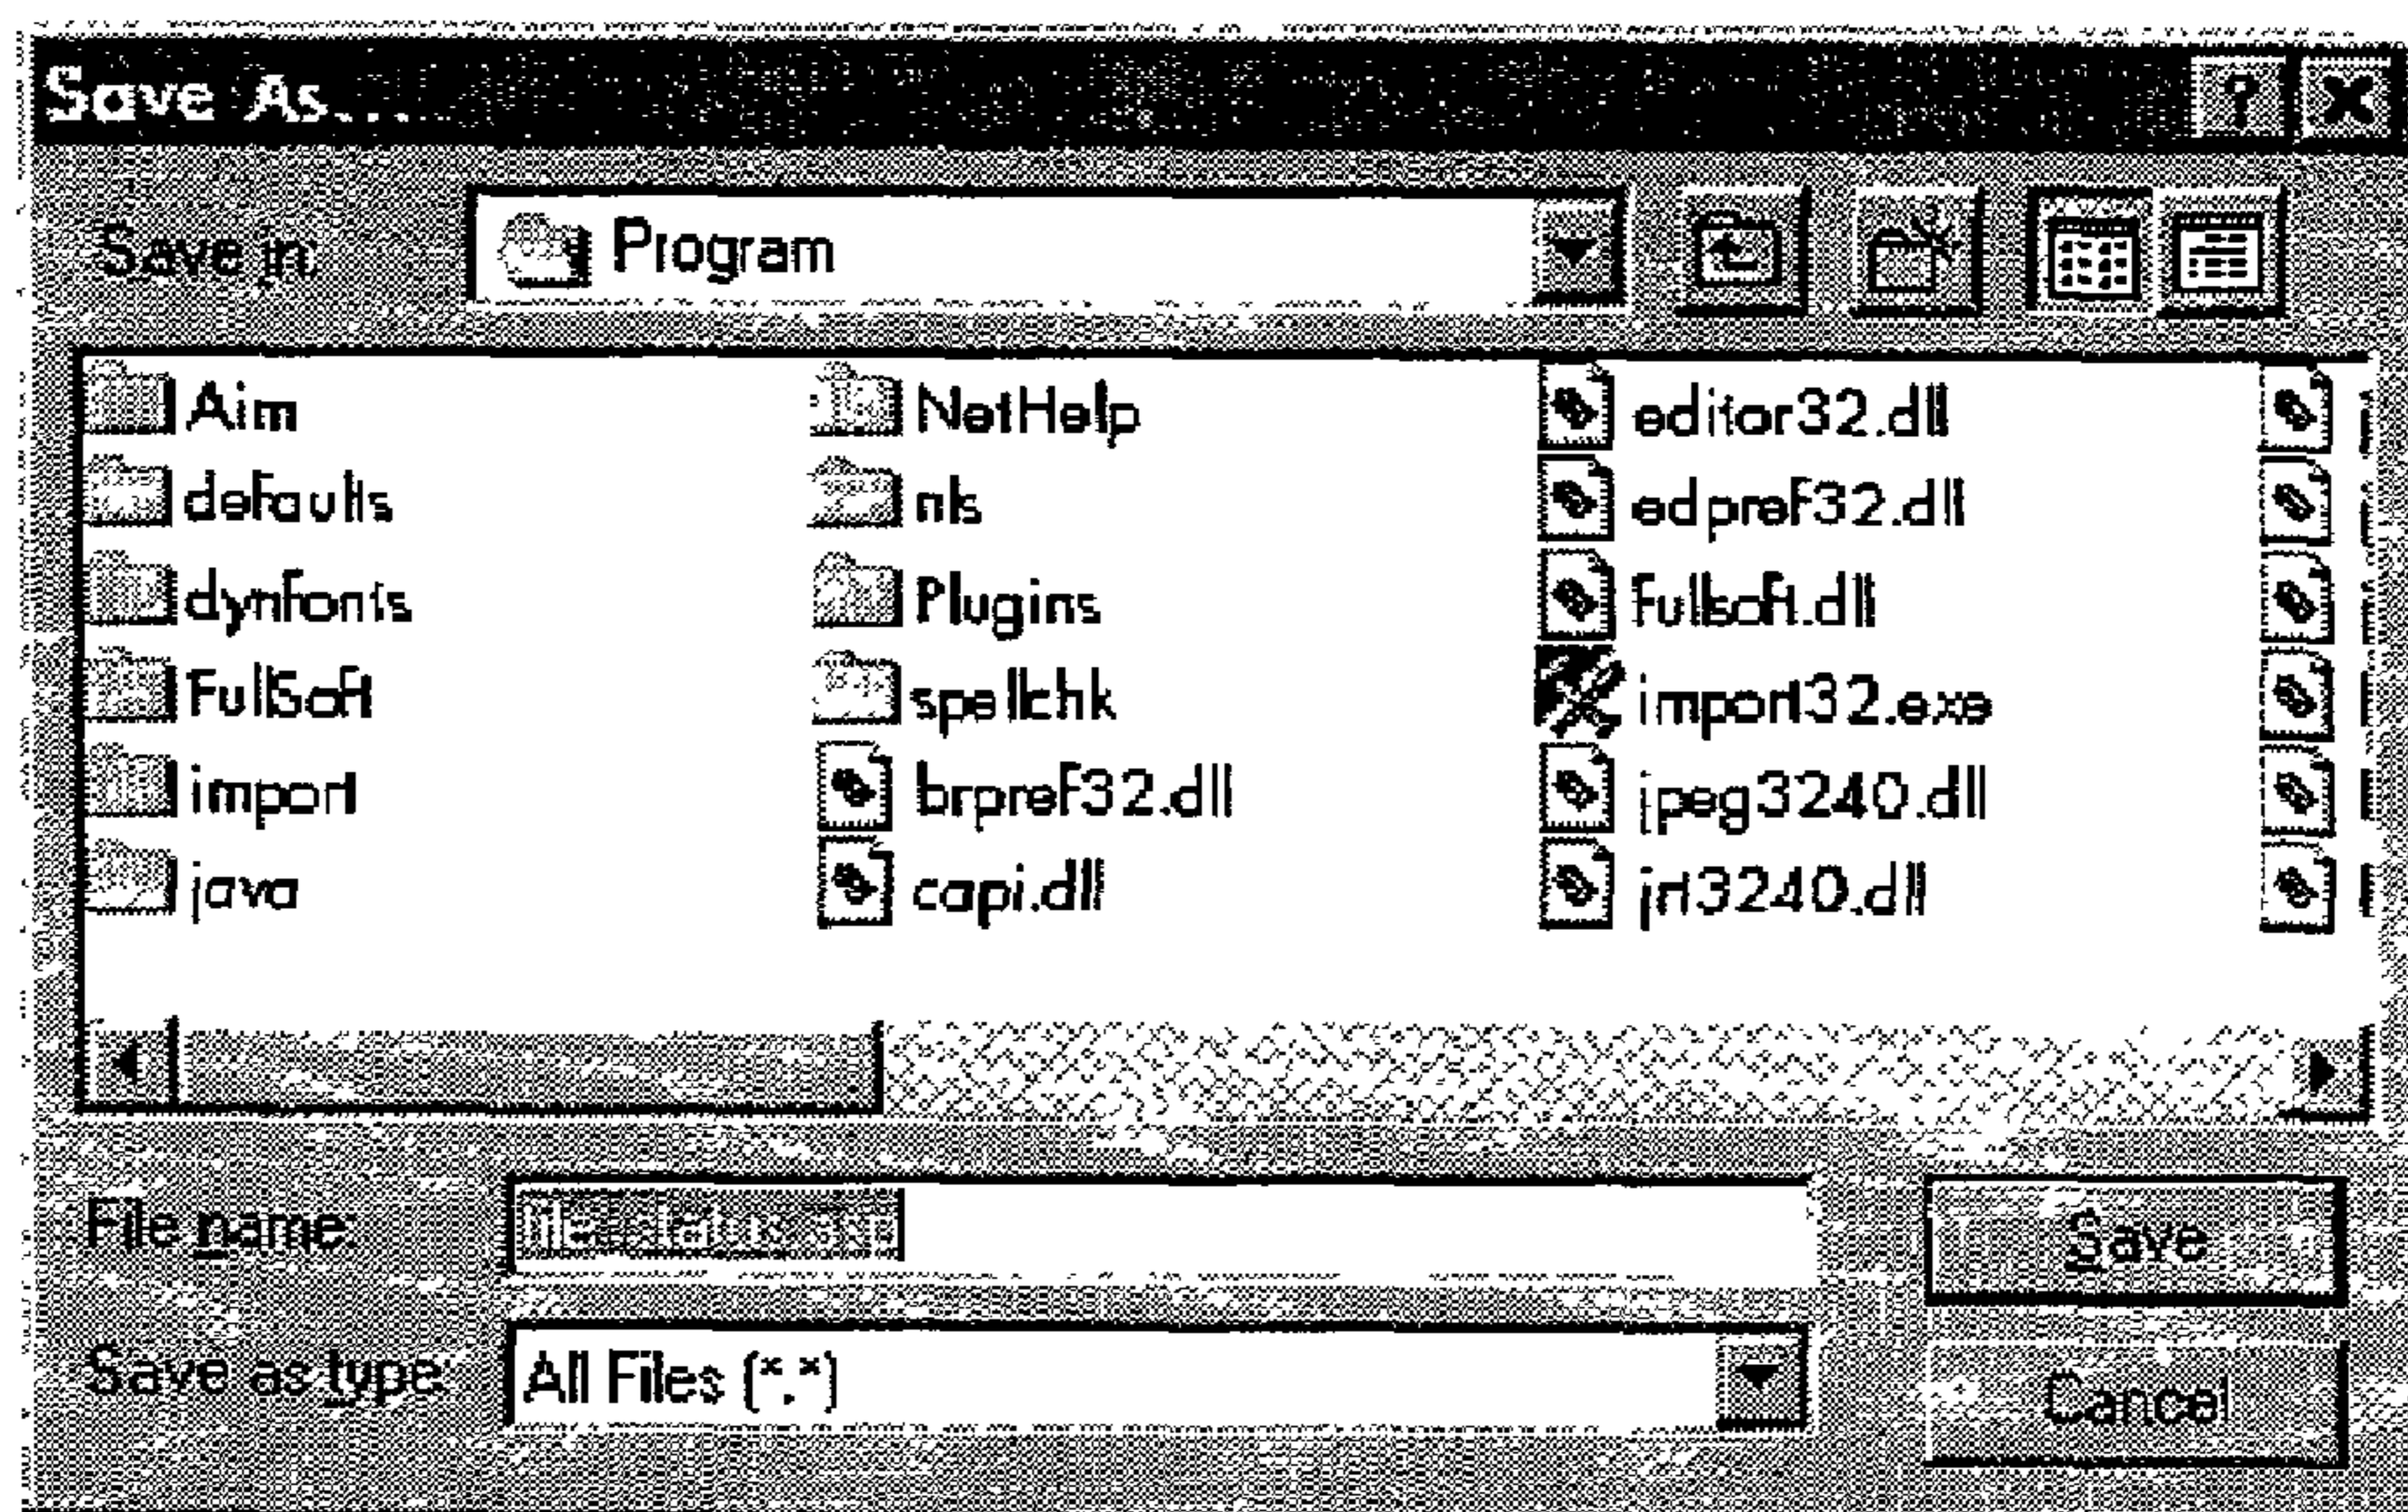 Save As...
Save in:
Program
Aim
defaults
dynfonts
FullSoft
import
java
NetHelp
nls
Plugins
spellchk
brpref32.dll
capi.dll
editor32.dll
edpref32.dll
fullsoft.dll
import32.exe
jpeg3240.dll
jrt3240.dll
File name:
file_status.asp
Save
Save as type:
All Files (*.*)
Cancel